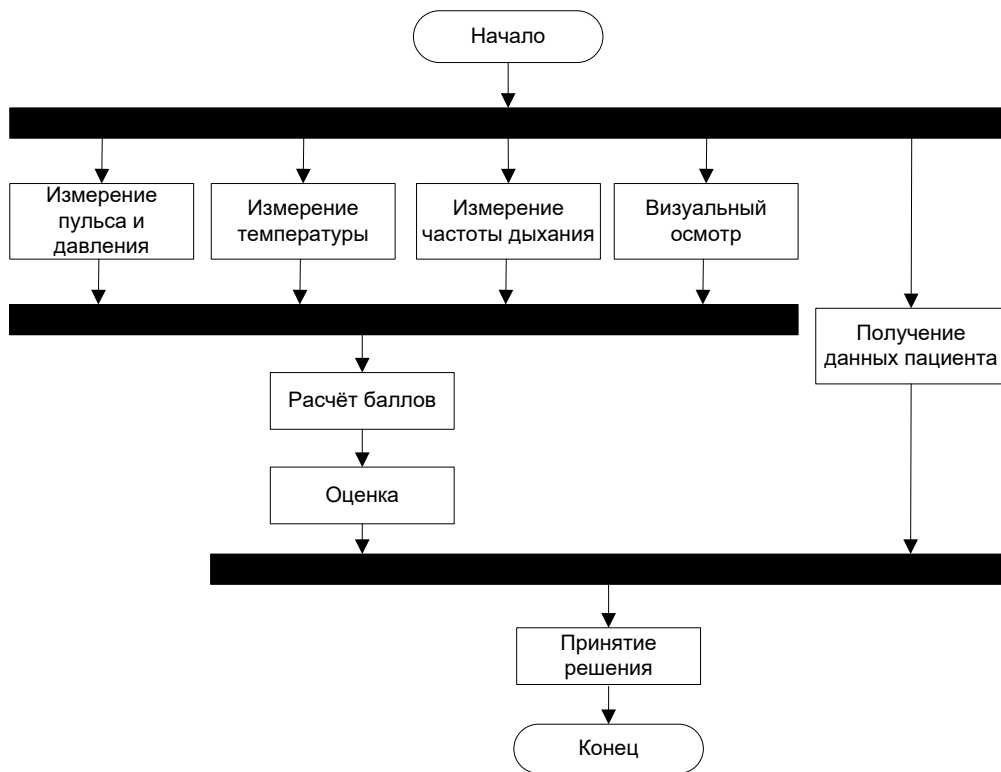 Начало
Измерение
пульса и
давления
Измерение
температуры
Измерение
частоты дыхания
Визуальный
осмотр
Получение
данных пациента
Расчёт баллов
Оценка
Принятие
решения
Конец